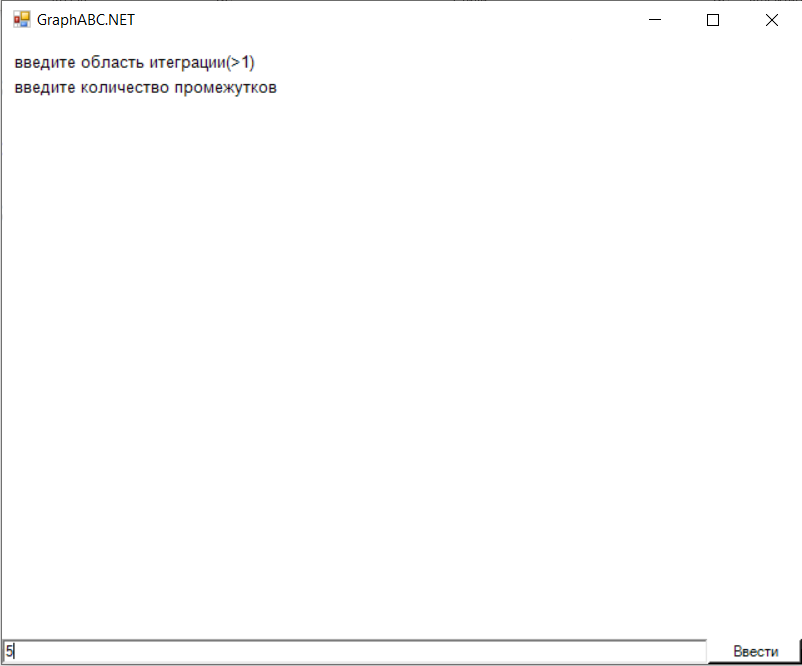 GraphABC.NET
введите область итеграции(>1)
введите количество промежутков
5
Ввести